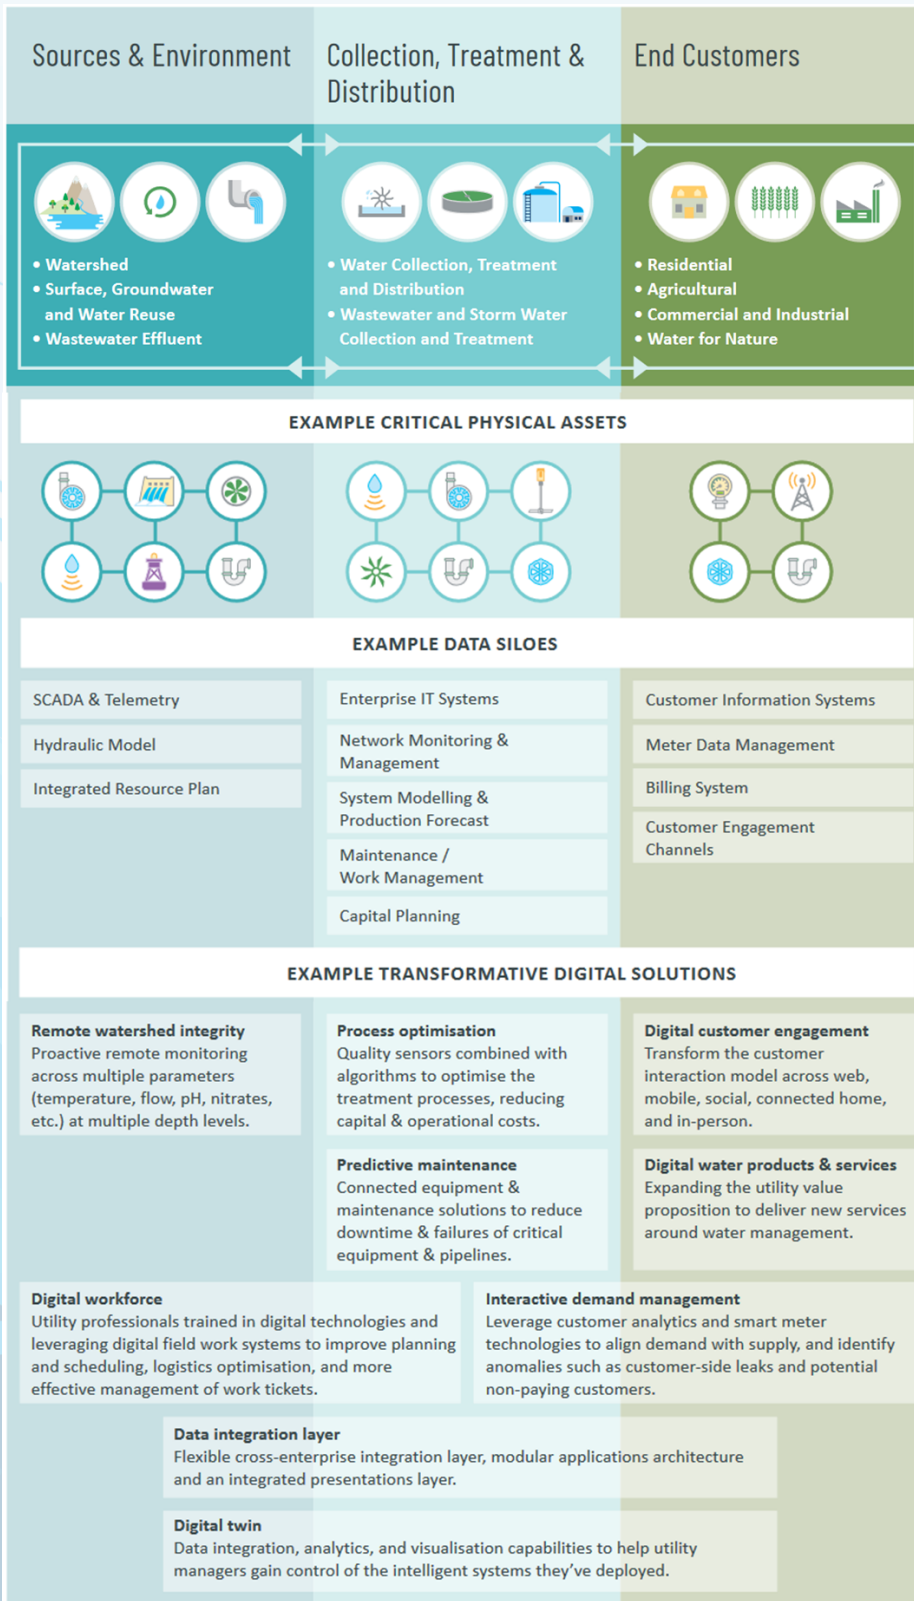 Sources & Environment
Collection, Treatment &
Distribution
End Customers
• Watershed
• Surface, Groundwater
and Water Reuse
• Wastewater Effluent
• Water Collection, Treatment
and Distribution
• Wastewater and Storm Water
Collection and Treatment
• Residential
• Agricultural
• Commercial and Industrial
• Water for Nature
EXAMPLE CRITICAL PHYSICAL ASSETS
EXAMPLE DATA SILOES
SCADA & Telemetry
Hydraulic Model
Integrated Resource Plan
Enterprise IT Systems
Network Monitoring &
Management
System Modelling &
Production Forecast
Maintenance /
Work Management
Capital Planning
Customer Information Systems
Meter Data Management
Billing System
Customer Engagement
Channels
EXAMPLE TRANSFORMATIVE DIGITAL SOLUTIONS
Remote watershed integrity
Proactive remote monitoring
across multiple parameters
(temperature, flow, pH, nitrates,
etc.) at multiple depth levels.
Process optimisation
Quality sensors combined with
algorithms to optimise the
treatment processes, reducing
capital & operational costs.
Digital customer engagement
Transform the customer
interaction model across web,
mobile, social, connected home,
and in-person.
Predictive maintenance
Connected equipment &
maintenance solutions to reduce
downtime & failures of critical
equipment & pipelines.
Digital water products & services
Expanding the utility value
proposition to deliver new services
around water management.
Digital workforce
Utility professionals trained in digital technologies and
leveraging digital field work systems to improve planning
and scheduling, logistics optimisation, and more
effective management of work tickets.
Interactive demand management
Leverage customer analytics and smart meter
technologies to align demand with supply, and identify
anomalies such as customer-side leaks and potential
non-paying customers.
Data integration layer
Flexible cross-enterprise integration layer, modular applications architecture
and an integrated presentations layer.
Digital twin
Data integration, analytics, and visualisation capabilities to help utility
managers gain control of the intelligent systems they've deployed.